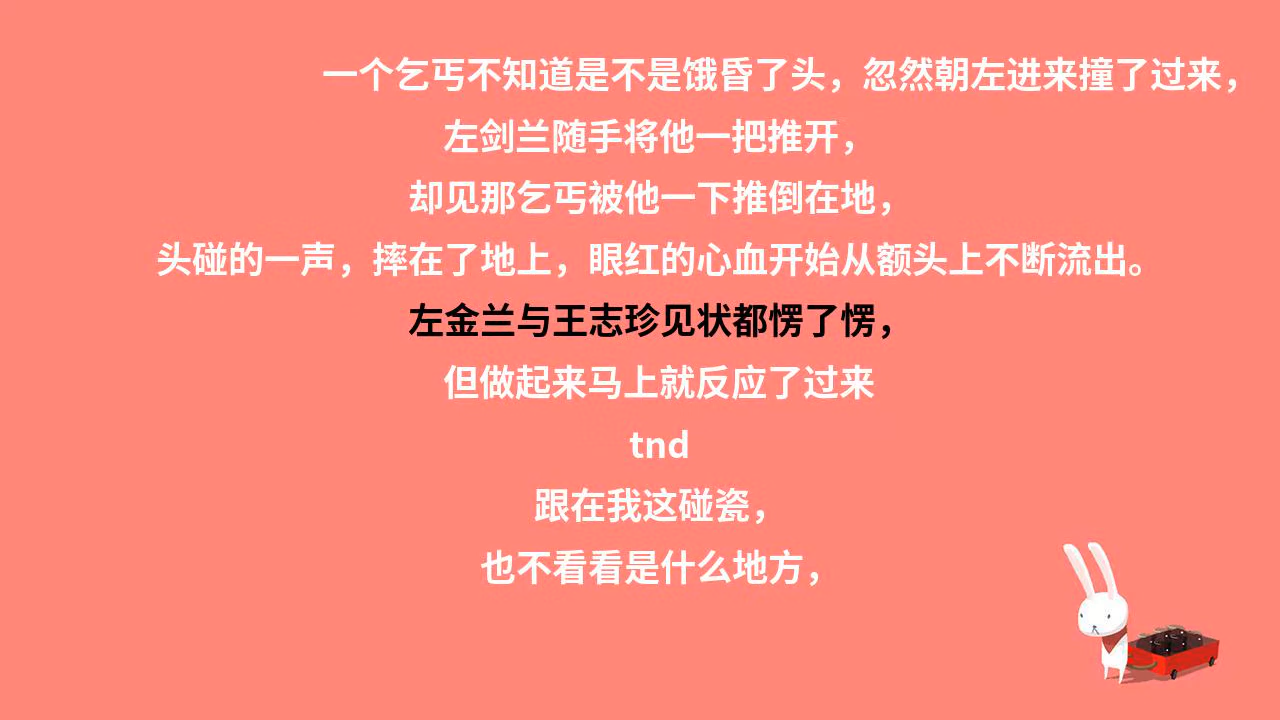 一个乞丐不知道是不是饿昏了头，忽然朝左进来撞了过来，
左剑兰随手将他一把推开，
却见那乞丐被他一下推倒在地，
头碰的一声，摔在了地上，眼红的心血开始从额头上不断流出。
左金兰与王志珍见状都愣了愣，
但做起来马上就反应了过来
tnd
跟在我这碰瓷，
也不看看是什么地方，